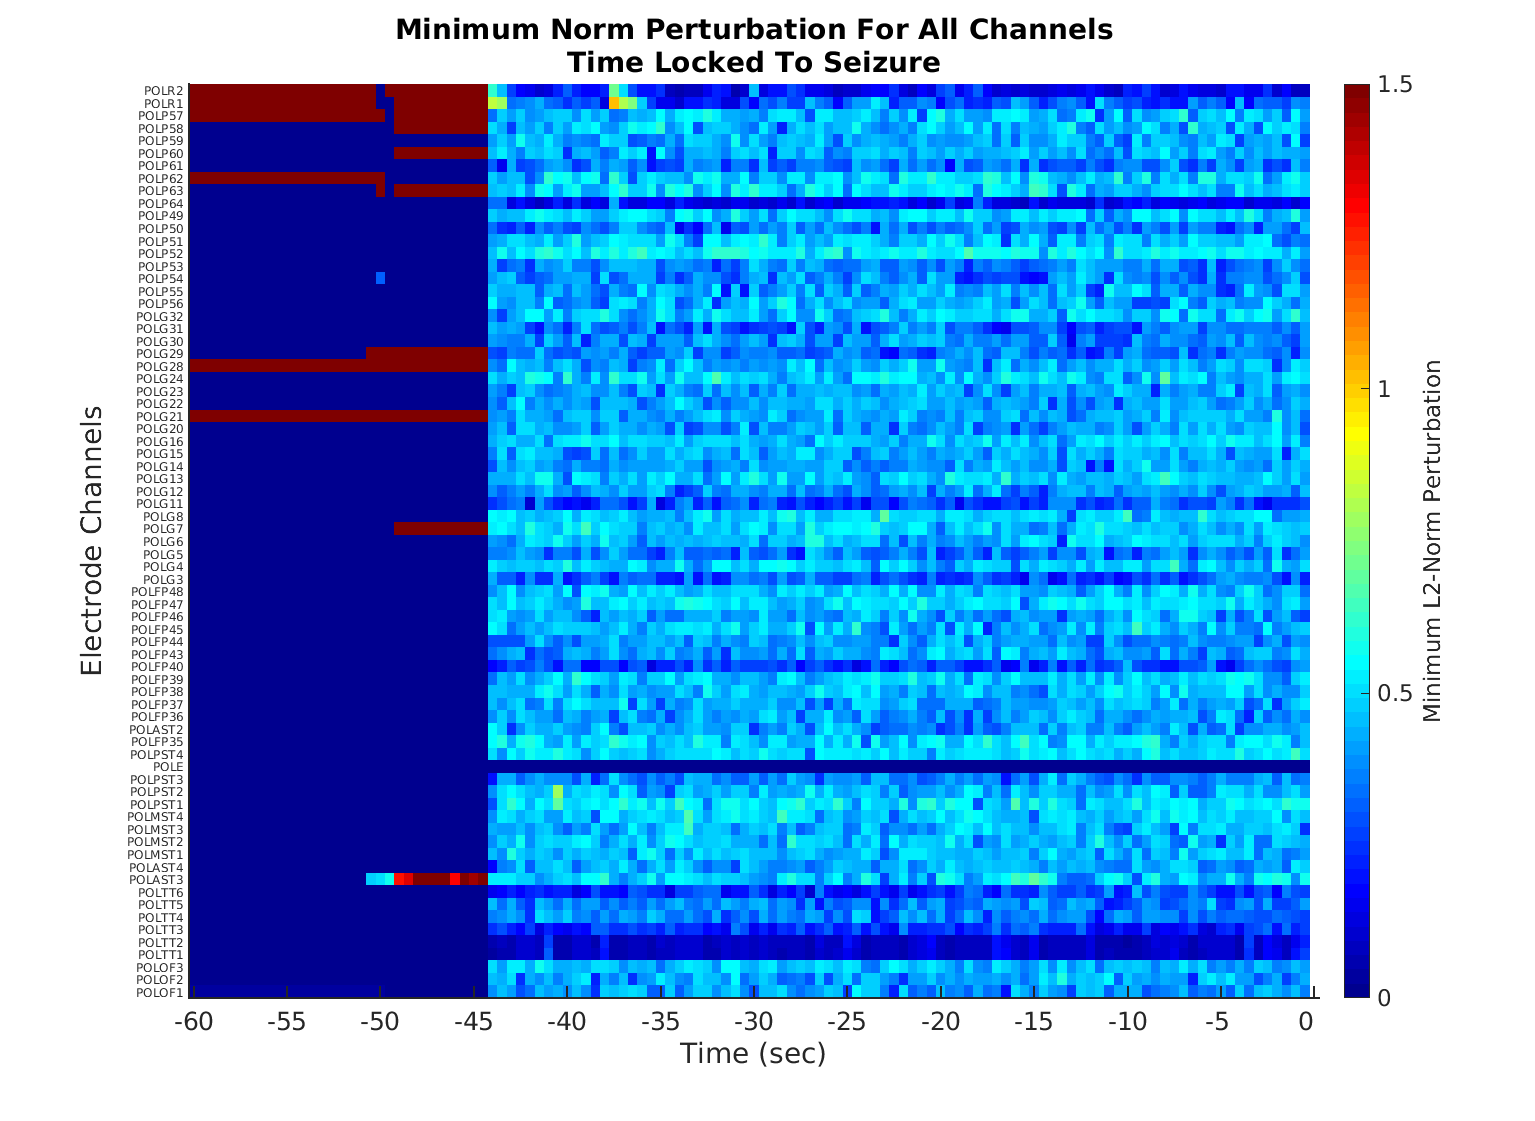 Minimum Norm Perturbation For All Channels
Time Locked To Seizure
Electrode Channels
POLR2
POLR1
POLP57
POLP58
POLP59
POLP60
POLP61
POLP62
POLP63
POLP64
POLP49
POLP50
POLP51
POLP52
POLP53
POLP54
POLP55
POLP56
POLG32
POLG31
POLG30
POLG29
POLG28
POLG24
POLG23
POLG22
POLG21
POLG20
POLG16
POLG15
POLG14
POLG13
POLG12
POLG11
POLG8
POLG7
POLG6
POLG5
POLG4
POLG3
POLFP48
POLFP47
POLFP46
POLFP45
POLFP44
POLFP43
POLFP40
POLFP39
POLFP38
POLFP37
POLFP36
POLAST2
POLFP35
POLPST4
POLE
POLPST3
POLPST2
POLPST1
POLMST4
POLMST3
POLMST2
POLMST1
POLAST4
POLAST3
POLTT6
POLTT5
POLTT4
POLTT3
POLTT2
POLTT1
POLOF3
POLOF2
POLOF1
-60 -55 -50 -45 -40 -35 -30 -25 -20 -15 -10 -5 0
Time (sec)
1.5
1
0.5
0
Minimum L2-Norm Perturbation